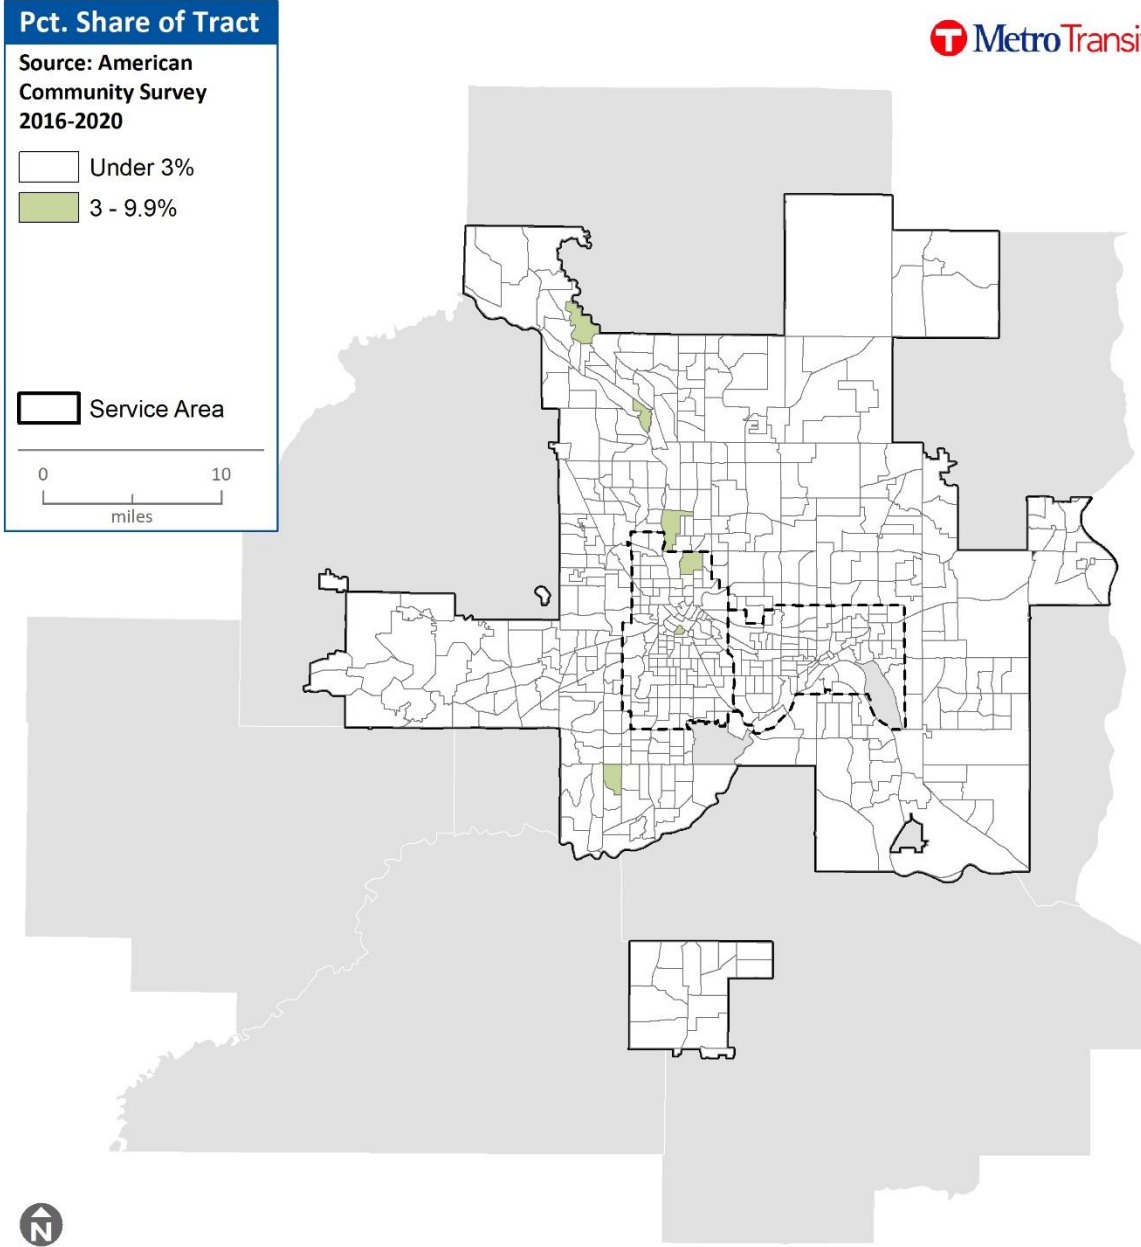 Pct. Share of Tract
Source: American
Community Survey
2016-2020
Under 3%
3 - 9.9%
Service Area
0 10
miles
T MetroTransi
N